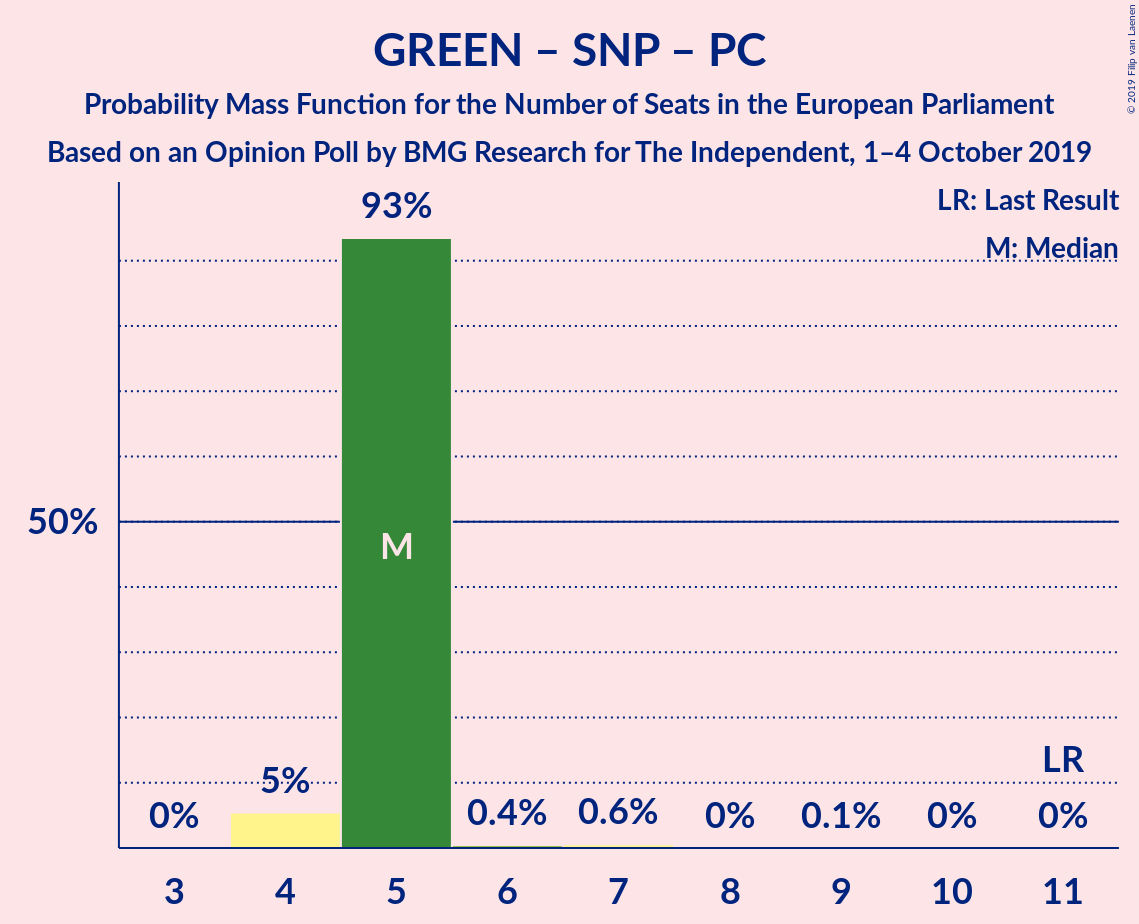 GREEN – SNP – PC
Probability Mass Function for the Number of Seats in the European Parliament
Based on an Opinion Poll by BMG Research for The Independent, 1–4 October 2019
© 2019 Filip van Laenen
LR: Last Result
M: Median
93%
50%
M
LR
0%
5%
0.4%
0.6%
0%
0.1%
0%
0%
3 4 5 6 7 8 9 10 11